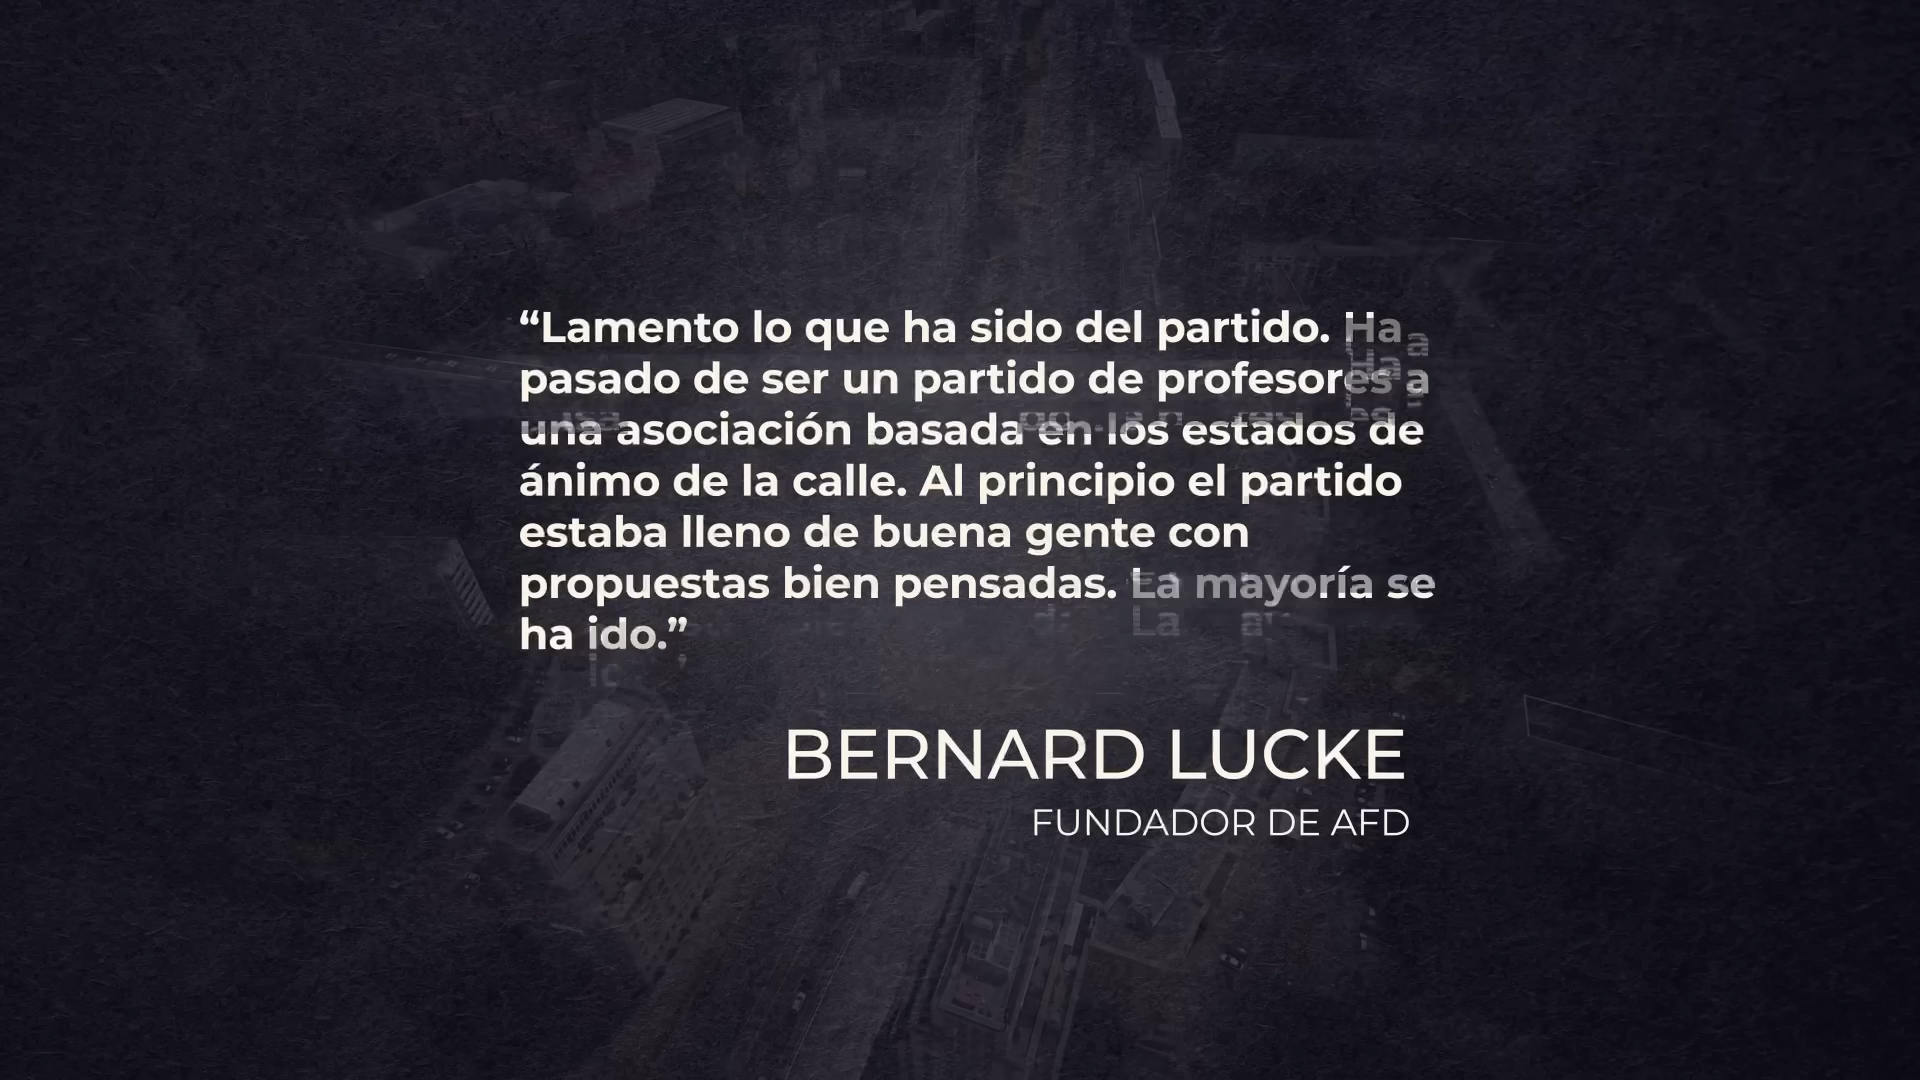 “Lamento lo que ha sido del partido. Ha
pasado de ser un partido de profesores a
una asociación basada en los estados de
ánimo de la calle. Al principio el partido
estaba lleno de buena gente con
propuestas bien pensadas. La mayoría se
ha ido.”
BERNARD LUCKE
FUNDADOR DE AFD